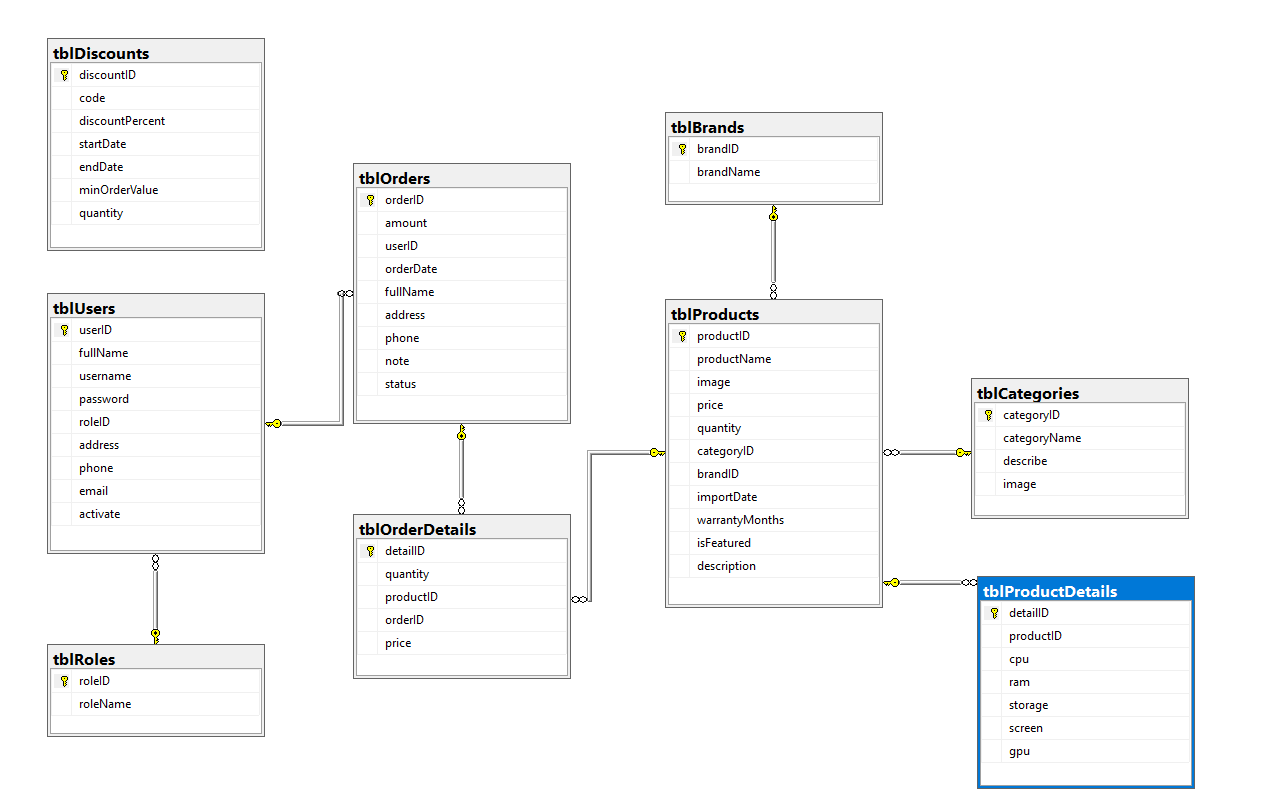 tblDiscounts
discountID
code
discountPercent
startDate
endDate
minOrderValue
quantity
tblUsers
userID
fullName
username
password
roleID
address
phone
email
activate
tblRoles
roleID
roleName
tblOrders
orderID
amount
userID
orderDate
fullName
address
phone
note
status
tblOrderDetails
detailID
quantity
productID
orderID
price
tblBrands
brandID
brandName
tblProducts
productID
productName
image
price
quantity
categoryID
brandID
importDate
warrantyMonths
isFeatured
description
tblCategories
categoryID
categoryName
describe
image
tblProductDetails
detailID
productID
cpu
ram
storage
screen
gpu